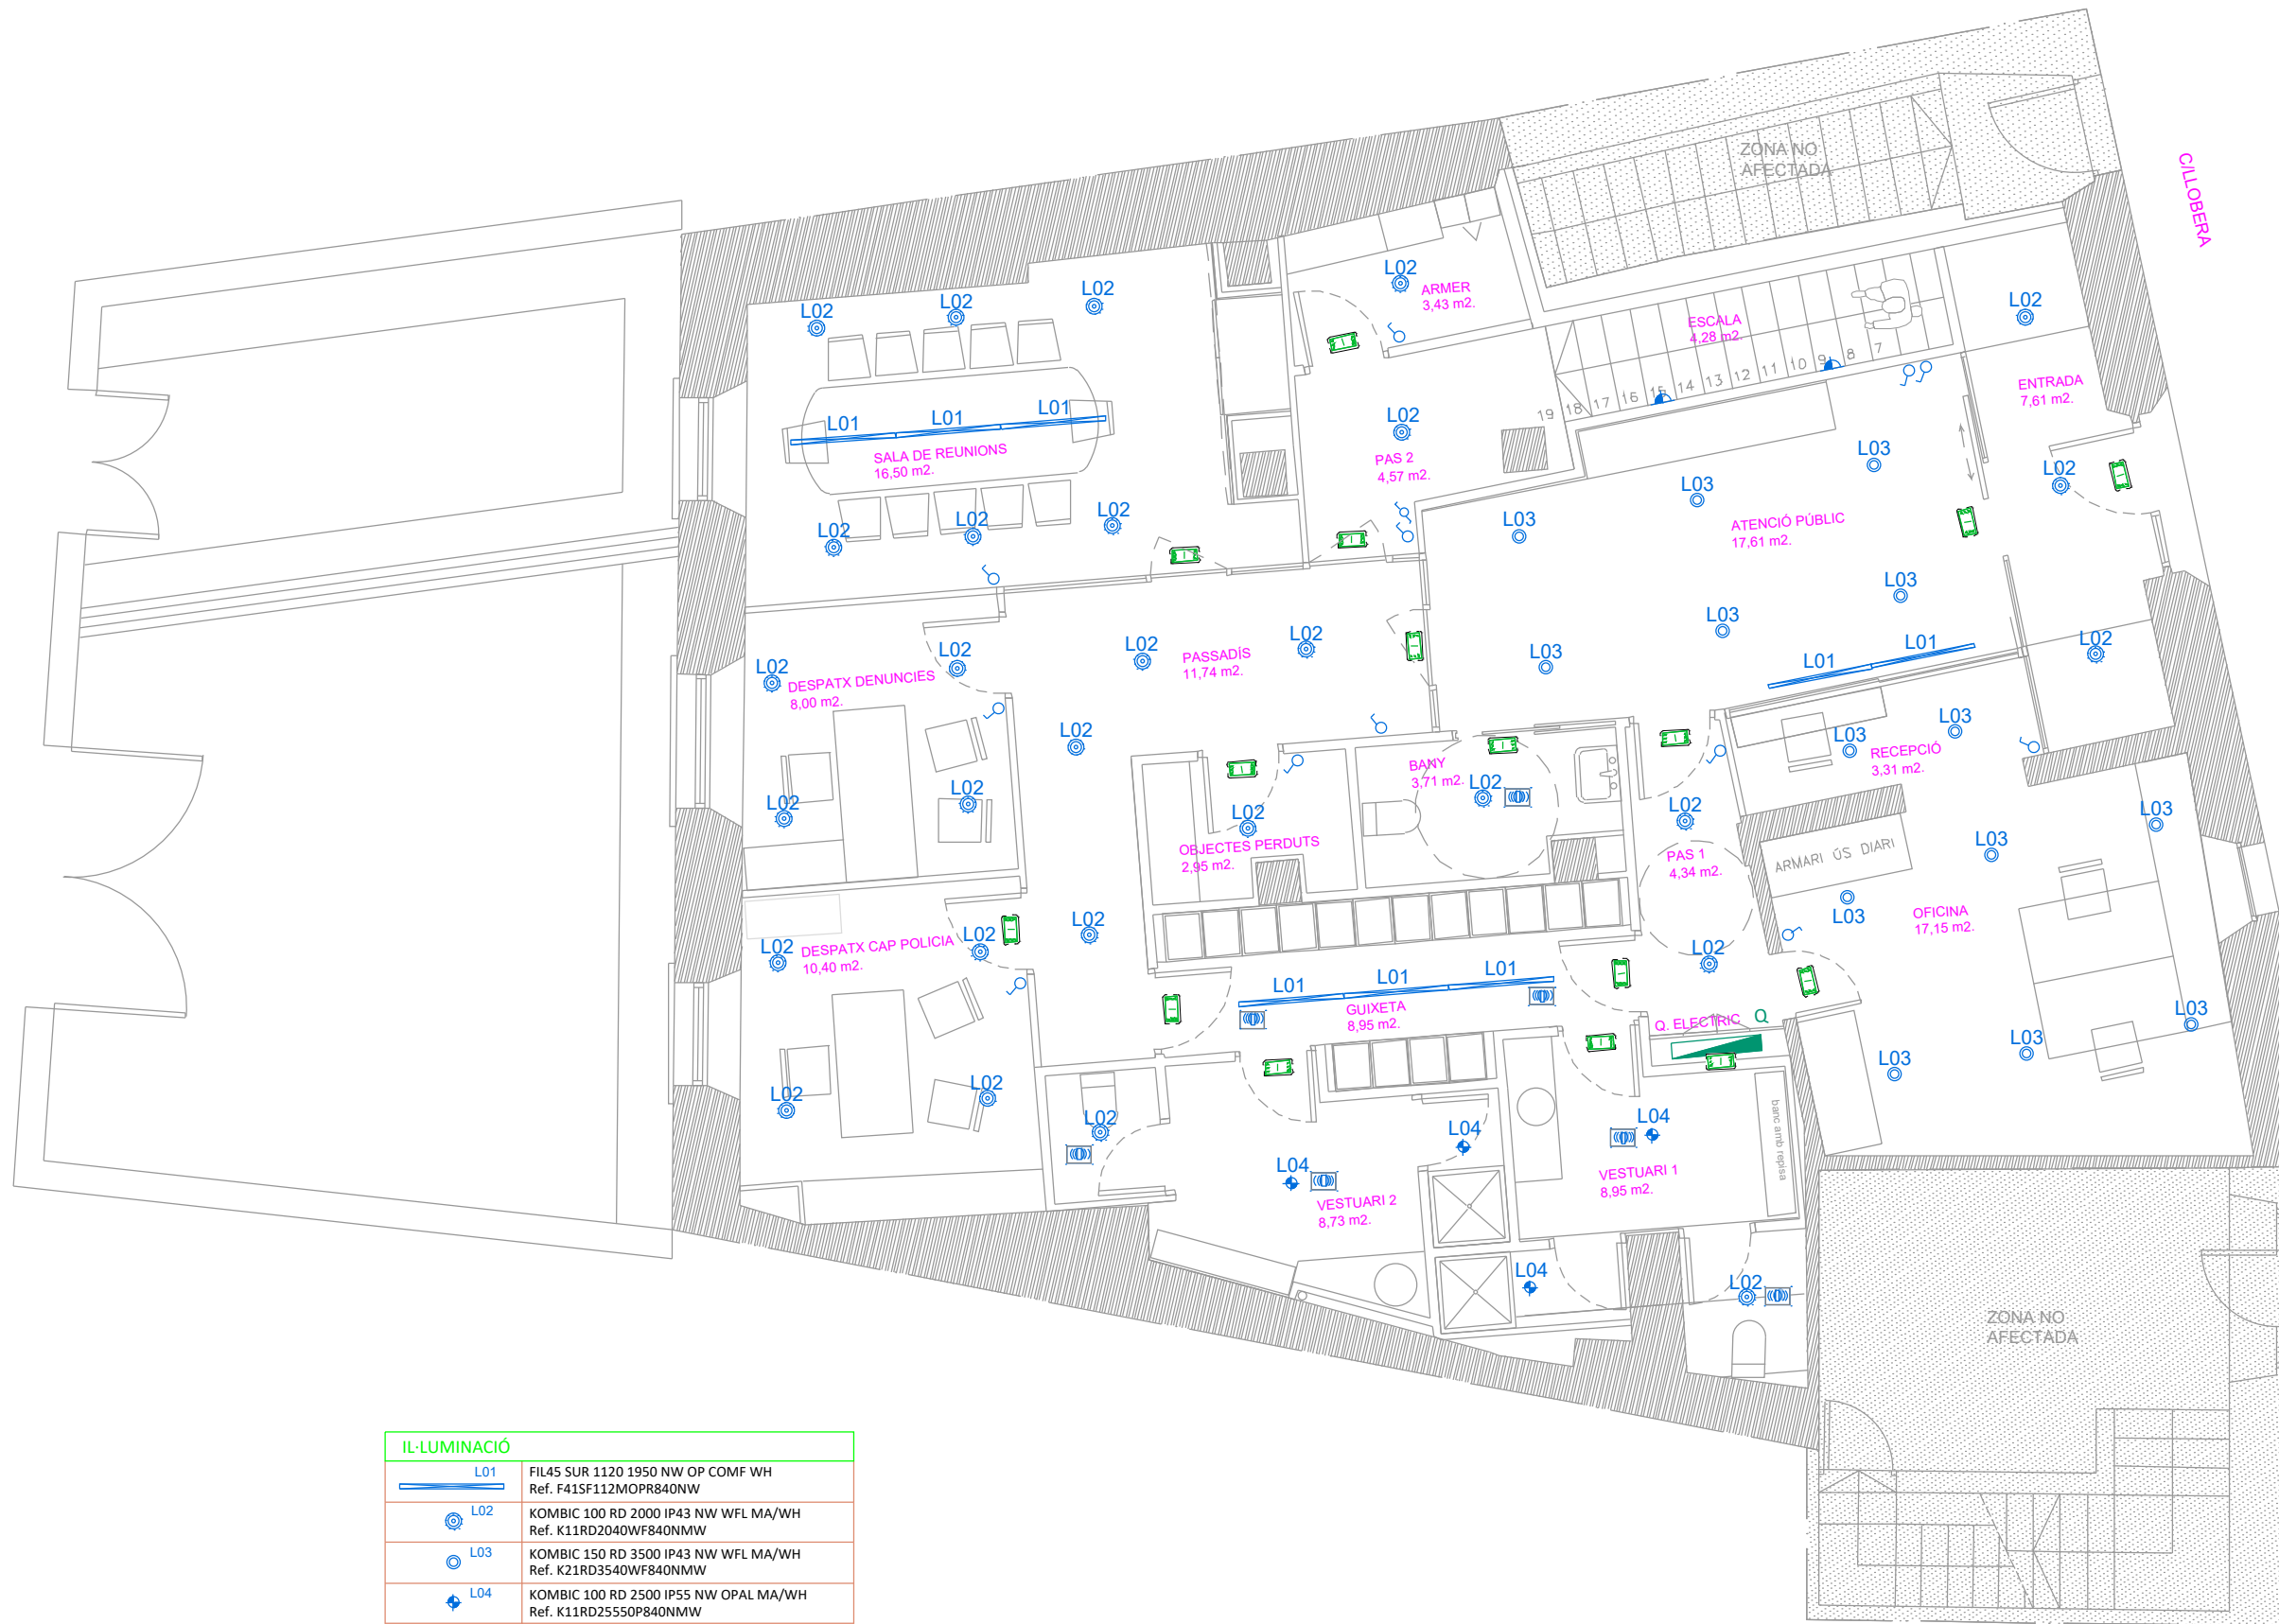 ZONA NO
AFECTADA
C/LLOBERA
L02
ARMER
3,43 m2.
L02
L02
L02
L02
ESCALA
4,28 m2.
19 18 17 16 15 14 13 12 11 10 9 8 7
ENTRADA
7,61 m2.
L01
L01
L01
SALA DE REUNIONS
16,50 m2.
L02
PAS 2
4,57 m2.
L03
L03
L03
L02
ATENCIÓ PÚBLIC
17,61 m2.
L02
L02
L02
L03
L03
L03
L02
L02
L02
L02
L02
PASSADÍS
11,74 m2.
DESPATX DENUNCIES
8,00 m2.
L01
L01
L02
L03
L03
RECEPCIÓ
3,31 m2.
BANY
3,71 m2.
L02
L02
L02
L02
L02
OBJECTES PERDUTS
2,95 m2.
PAS 1
4,34 m2.
L03
L03
ARMARI ÚS DIARI
L03
OFICINA
17,15 m2.
L02
L02
L02
DESPATX CAP POLICIA
10,40 m2.
L02
L01
L01
L01
GUIXETA
8,95 m2.
Q. ELECTRIC
Q
L03
L03
L03
L02
L02
L02
L04
L04
L04
banc amb repisa
VESTUARI 1
8,95 m2.
VESTUARI 2
8,73 m2.
L04
L02
ZONA NO
AFECTADA
IL·LUMINACIÓ
L01
FIL45 SUR 1120 1950 NW OP COMF WH
Ref. F41SF112MOPR840NW
L02
KOMBIC 100 RD 2000 IP43 NW WFL MA/WH
Ref. K11RD2040WF840NMW
L03
KOMBIC 150 RD 3500 IP43 NW WFL MA/WH
Ref. K21RD3540WF840NMW
L04
KOMBIC 100 RD 2500 IP55 NW OPAL MA/WH
Ref. K11RD25550P840NMW